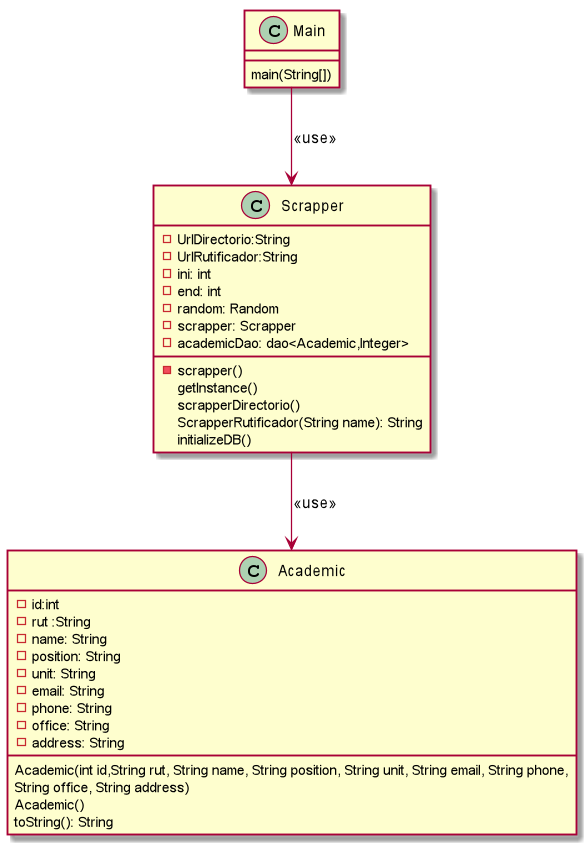 C Main
main(String[])
«use»
C Scrapper
UrlDirectorio:String
UrlRutificador:String
ini: int
end: int
random: Random
scrapper: Scrapper
academicDao: dao<Academic,Integer>
scrapper()
getInstance()
scrapperDirectorio()
ScrapperRutificador(String name): String
initializeDB()
«use»
C Academic
id:int
rut :String
name: String
position: String
unit: String
email: String
phone: String
office: String
address: String
Academic(int id,String rut, String name, String position, String unit, String email, String phone,
String office, String address)
Academic()
toString(): String